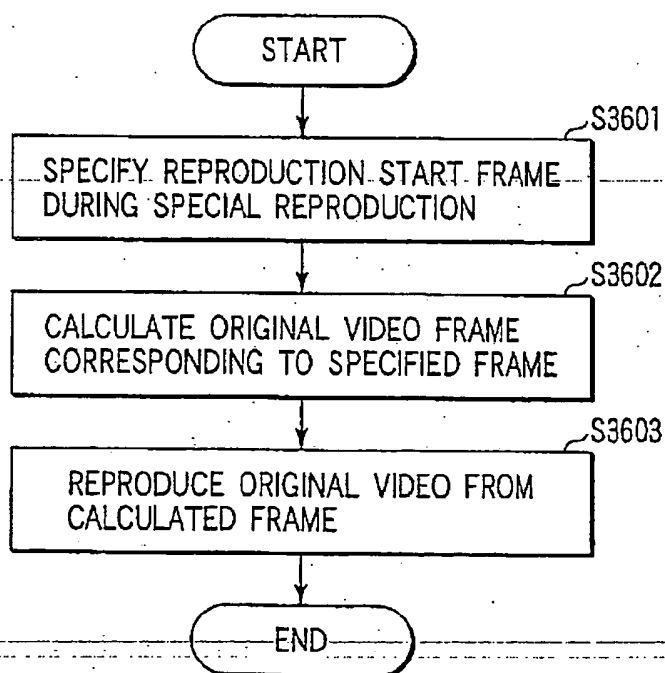 START
S3601
SPECIFY REPRODUCTION START FRAME
DURING SPECIAL REPRODUCTION
S3602
CALCULATE ORIGINAL VIDEO FRAME
CORRESPONDING TO SPECIFIED FRAME
S3603
REPRODUCE ORIGINAL VIDEO FROM
CALCULATED FRAME
END